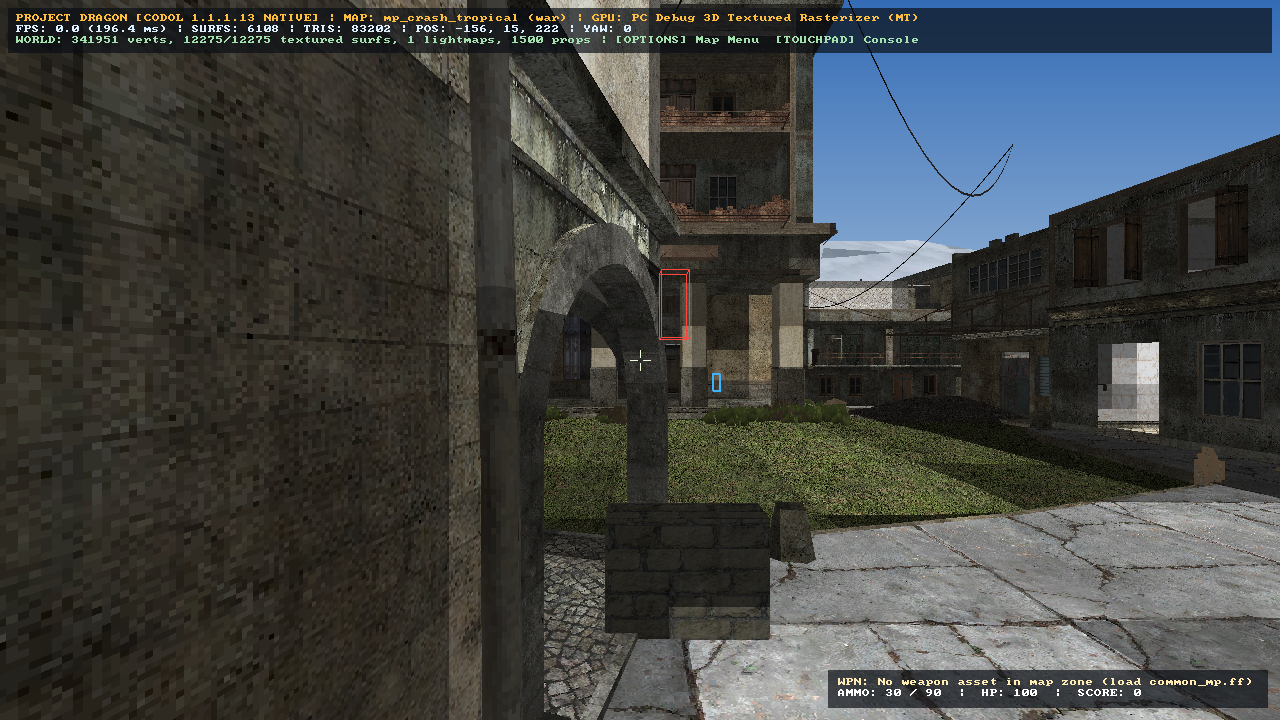 PROJECT DRAGON [CODOL 1.1.1.13 NATIVE] ¦ MAP: mp_crash_tropical (war) ¦ GPU: PC Debug 3D Textured Rasterizer (MT)
FPS: 0.0 (196.4 ms) ¦ SURFS: 6108 ¦ TRIS: 83202 ¦ POS: -156, 15, 222 ¦ YAW: 0
WORLD: 341951 verts, 12275/12275 textured surfs, 1 lightmaps, 1500 props ¦ [OPTIONS] Map Menu [TOUCHPAD] Console
WPN: No weapon asset in map zone (load common_mp.ff)
AMMO: 30 / 90 ¦ HP: 100 ¦ SCORE: 0